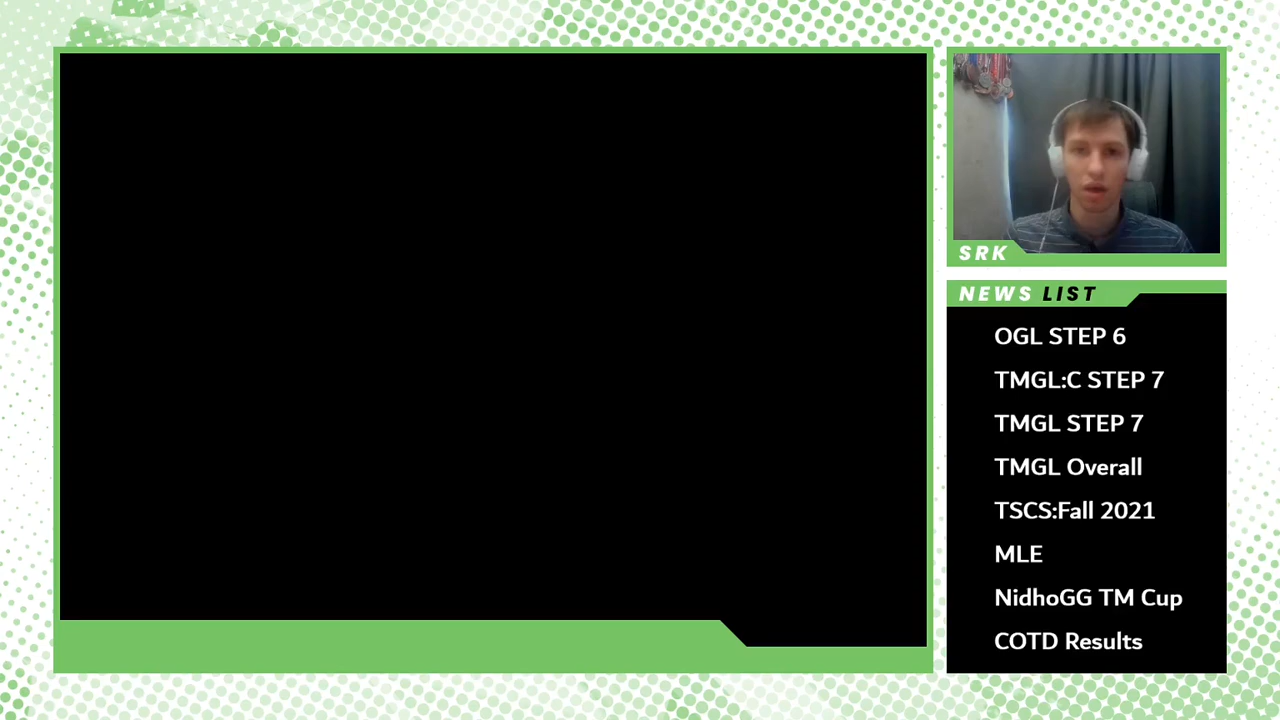 SRK
NEWS LIST
OGL STEP 6
TMGL:C STEP 7
TMGL STEP 7
TMGL Overall
TSCS:Fall 2021
MLE
NidhoGG TM Cup
COTD Results